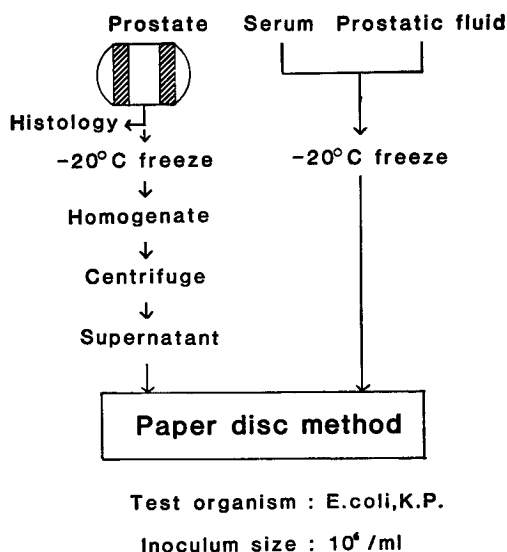 Prostate Serum Prostatic fluid
Histology
-20°C freeze -20°C freeze
Homogenate
Centrifuge
Supernatant
Paper disc method
Test organism : E.coli,K.P.
Inoculum size : 10⁶/ml